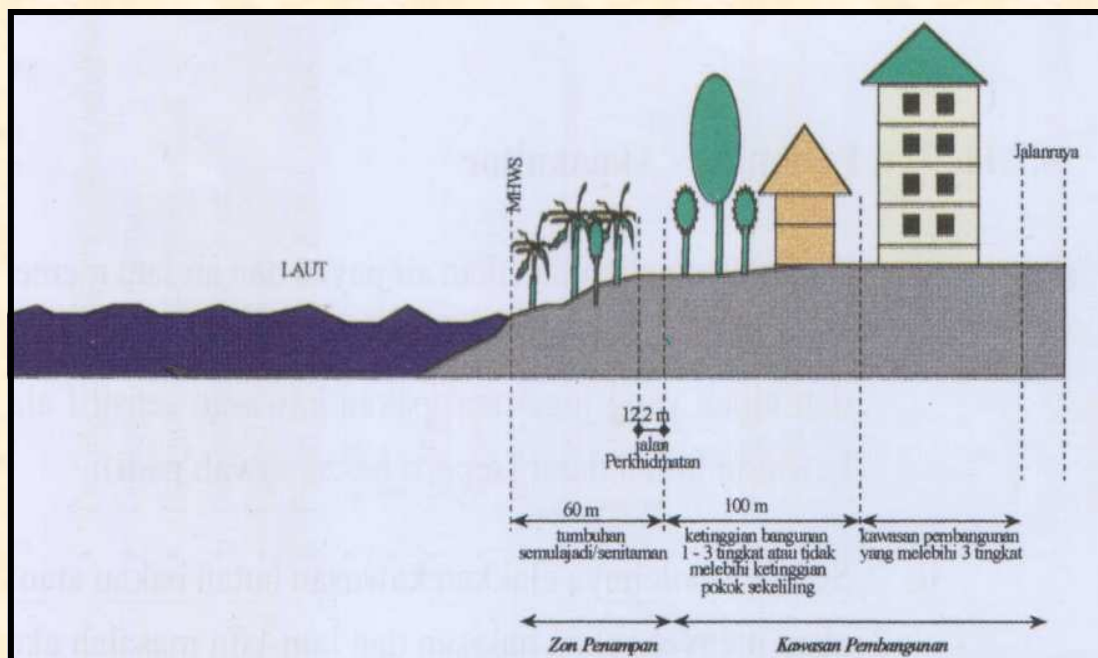 Jalanraya
MHWS
LAUT
12.2 m
jalan
Perkhidmatan
60 m
tumbuhan
semulajadi/senitaman
100 m
ketinggian bangunan
1 - 3 tingkat atau tidak
melebihi ketinggian
pokok sekeliling
kawasan pembangunan
yang melebihi 3 tingkat
Zon Penampan
Kawasan Pembangunan